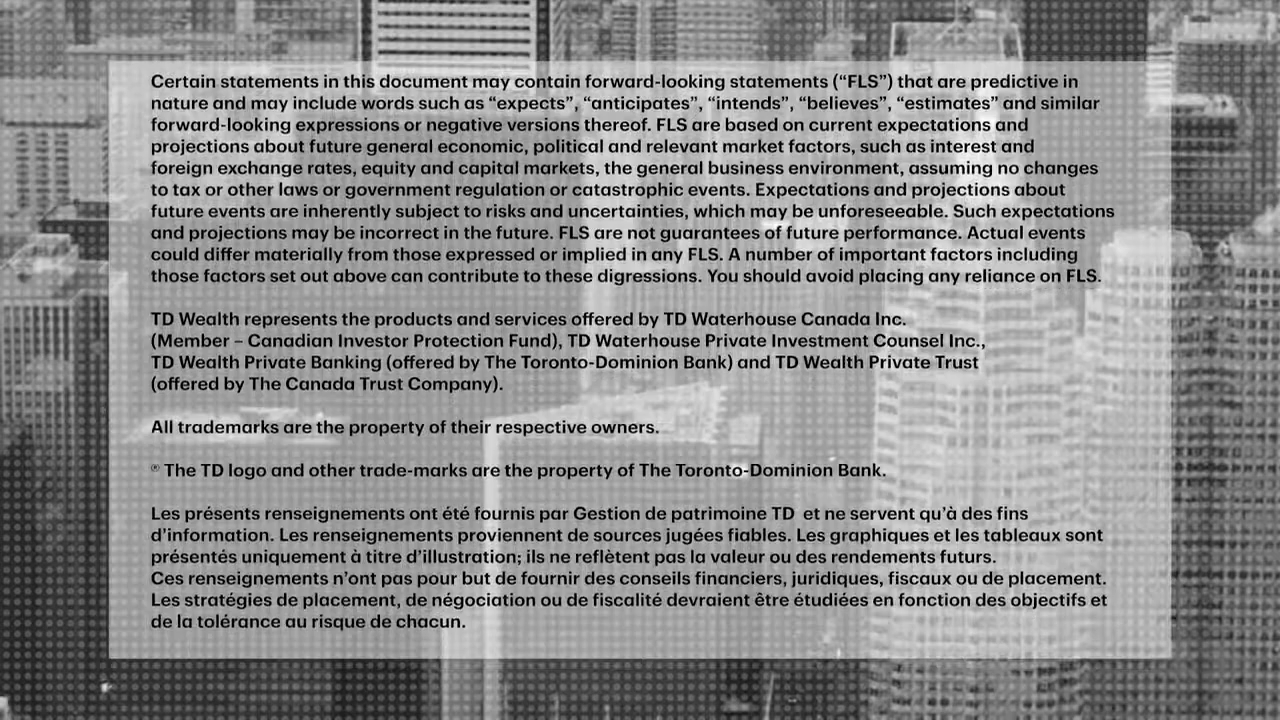 Certain statements in this document may contain forward-looking statements (“FLS”) that are predictive in
nature and may include words such as “expects”, “anticipates”, “intends”, “believes”, “estimates” and similar
forward-looking expressions or negative versions thereof. FLS are based on current expectations and
projections about future general economic, political and relevant market factors, such as interest and
foreign exchange rates, equity and capital markets, the general business environment, assuming no changes
to tax or other laws or government regulation or catastrophic events. Expectations and projections about
future events are inherently subject to risks and uncertainties, which may be unforeseeable. Such expectations
and projections may be incorrect in the future. FLS are not guarantees of future performance. Actual events
could differ materially from those expressed or implied in any FLS. A number of important factors including
those factors set out above can contribute to these digressions. You should avoid placing any reliance on FLS.
TD Wealth represents the products and services offered by TD Waterhouse Canada Inc.
(Member – Canadian Investor Protection Fund), TD Waterhouse Private Investment Counsel Inc.,
TD Wealth Private Banking (offered by The Toronto-Dominion Bank) and TD Wealth Private Trust
(offered by The Canada Trust Company).
All trademarks are the property of their respective owners.
® The TD logo and other trade-marks are the property of The Toronto-Dominion Bank.
Les présents renseignements ont été fournis par Gestion de patrimoine TD et ne servent qu’à des fins
d’information. Les renseignements proviennent de sources jugées fiables. Les graphiques et les tableaux sont
présentés uniquement à titre d’illustration; ils ne reflètent pas la valeur ou des rendements futurs.
Ces renseignements n’ont pas pour but de fournir des conseils financiers, juridiques, fiscaux ou de placement.
Les stratégies de placement, de négociation ou de fiscalité devraient être étudiées en fonction des objectifs et
de la tolérance au risque de chacun.